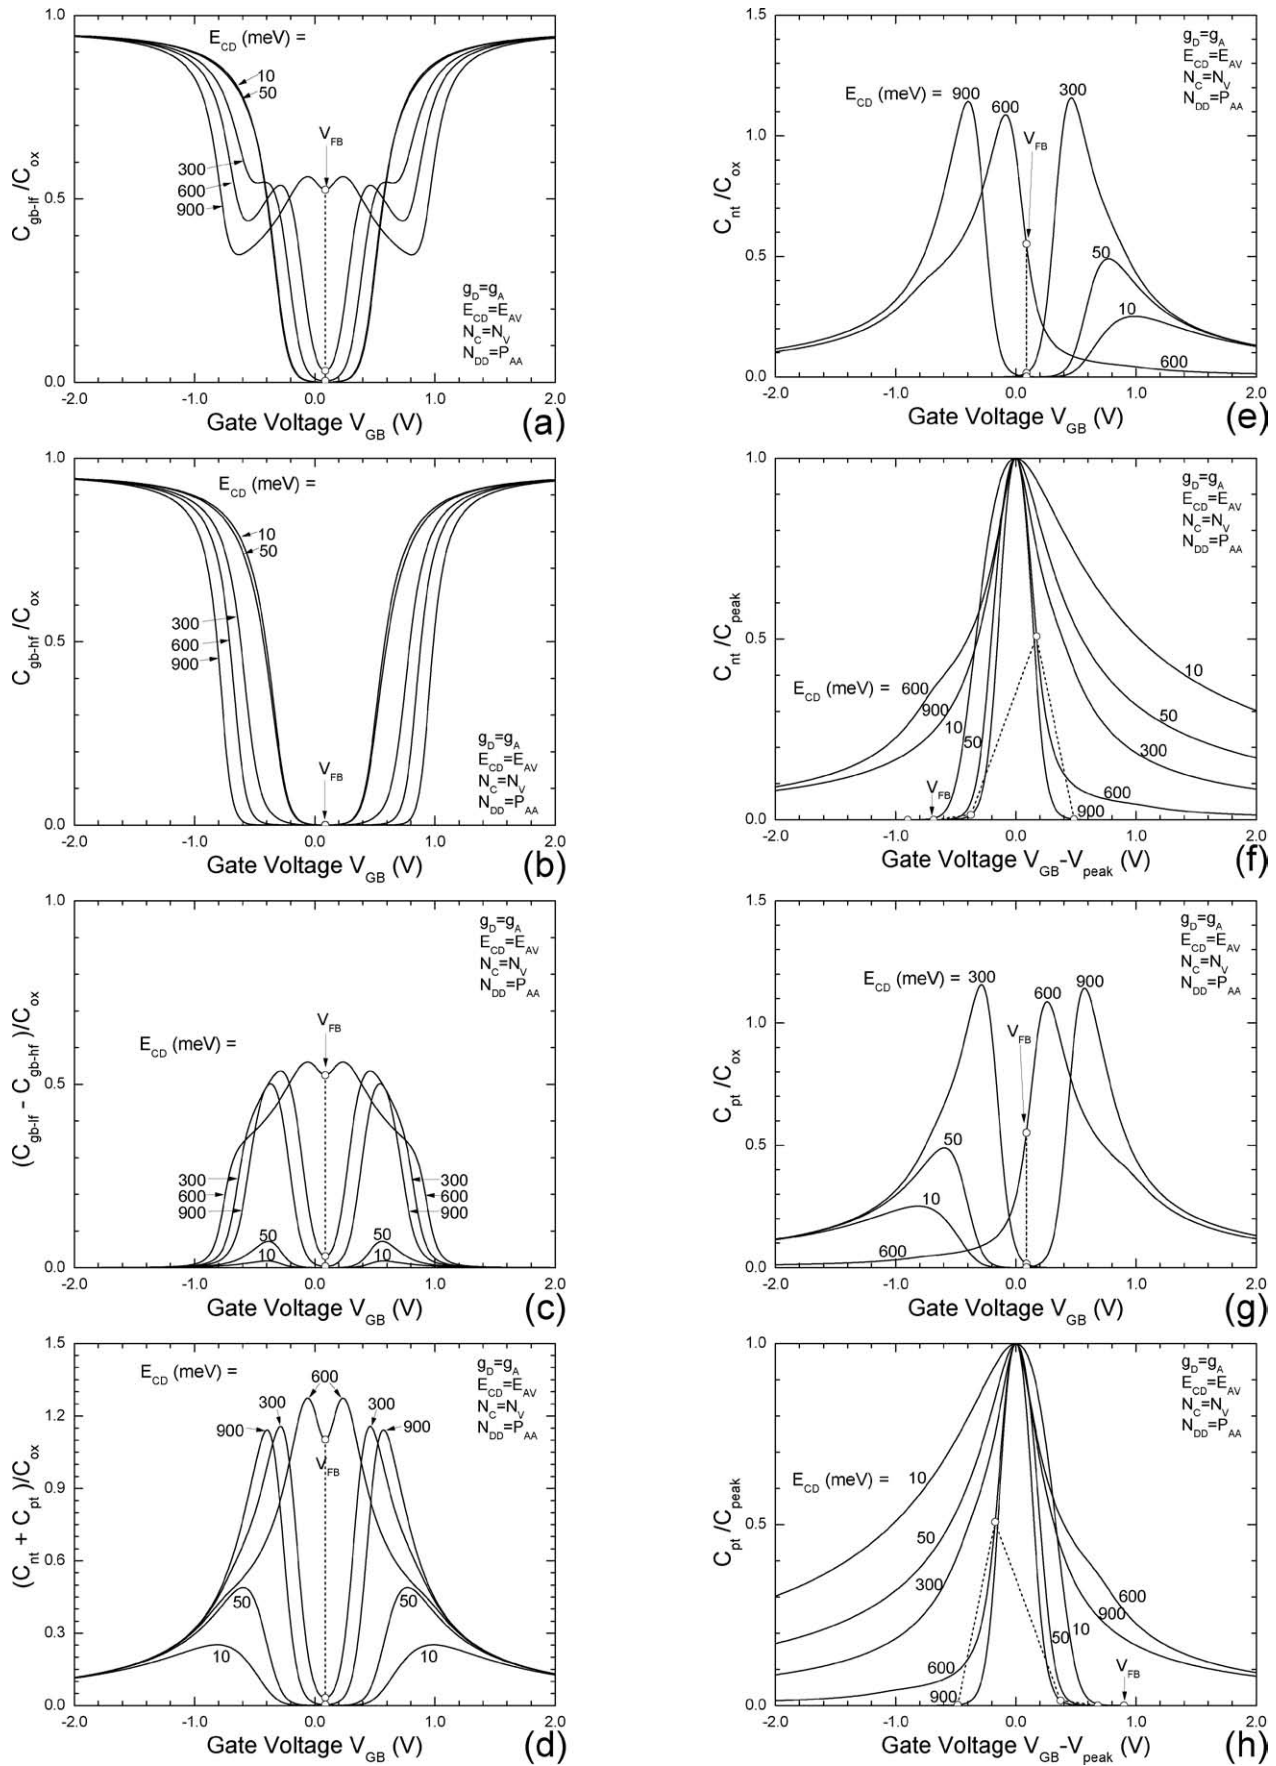 1.0
E_CD (meV) =
10
50
V_FB
300
600
900
C_gb-lf /C_ox
0.5
g_D=g_A
E_CD=E_AV
N_C=N_V
N_DD=P_AA
0.0
-2.0 -1.0 0.0 1.0 2.0
Gate Voltage V_GB (V)
(a)
1.0
E_CD (meV) =
10
50
300
600
900
C_gb-hf /C_ox
0.5
g_D=g_A
E_CD=E_AV
N_C=N_V
N_DD=P_AA
V_FB
0.0
-2.0 -1.0 0.0 1.0 2.0
Gate Voltage V_GB (V)
(b)
1.0
g_D=g_A
E_CD=E_AV
N_C=N_V
N_DD=P_AA
V_FB
E_CD (meV) =
(C_gb-lf - C_gb-hf )/C_ox
0.5
300 300
600 600
900 900
50 50
10 10
0.0
-2.0 -1.0 0.0 1.0 2.0
Gate Voltage V_GB (V)
(c)
1.5
E_CD (meV) =
600
g_D=g_A
E_CD=E_AV
N_C=N_V
N_DD=P_AA
300 300
900 900
1.2
V_FB
(C_nt + C_pt )/C_ox
0.9
0.6
50 50
0.3
10 10
0.0
-2.0 -1.0 0.0 1.0 2.0
Gate Voltage V_GB (V)
(d)
1.5
g_D=g_A
E_CD=E_AV
N_C=N_V
N_DD=P_AA
E_CD (meV) = 900 600 300
V_FB
1.0
C_nt /C_ox
0.5
50
10
600
0.0
-2.0 -1.0 0.0 1.0 2.0
Gate Voltage V_GB (V)
(e)
1.0
g_D=g_A
E_CD=E_AV
N_C=N_V
N_DD=P_AA
C_nt /C_peak
0.5
E_CD (meV) = 600
900
10
50
10
50
300
600
900
V_FB
0.0
-2.0 -1.0 0.0 1.0 2.0
Gate Voltage V_GB-V_peak (V)
(f)
1.5
g_D=g_A
E_CD=E_AV
N_C=N_V
N_DD=P_AA
E_CD (meV) = 300 600 900
V_FB
1.0
C_pt /C_ox
0.5
50
10
600
0.0
-2.0 -1.0 0.0 1.0 2.0
Gate Voltage V_GB (V)
(g)
1.0
g_D=g_A
E_CD=E_AV
N_C=N_V
N_DD=P_AA
E_CD (meV) = 10
C_pt /C_peak
0.5
50
300
600
900
600
900
10
50
V_FB
0.0
-2.0 -1.0 0.0 1.0 2.0
Gate Voltage V_GB-V_peak (V)
(h)